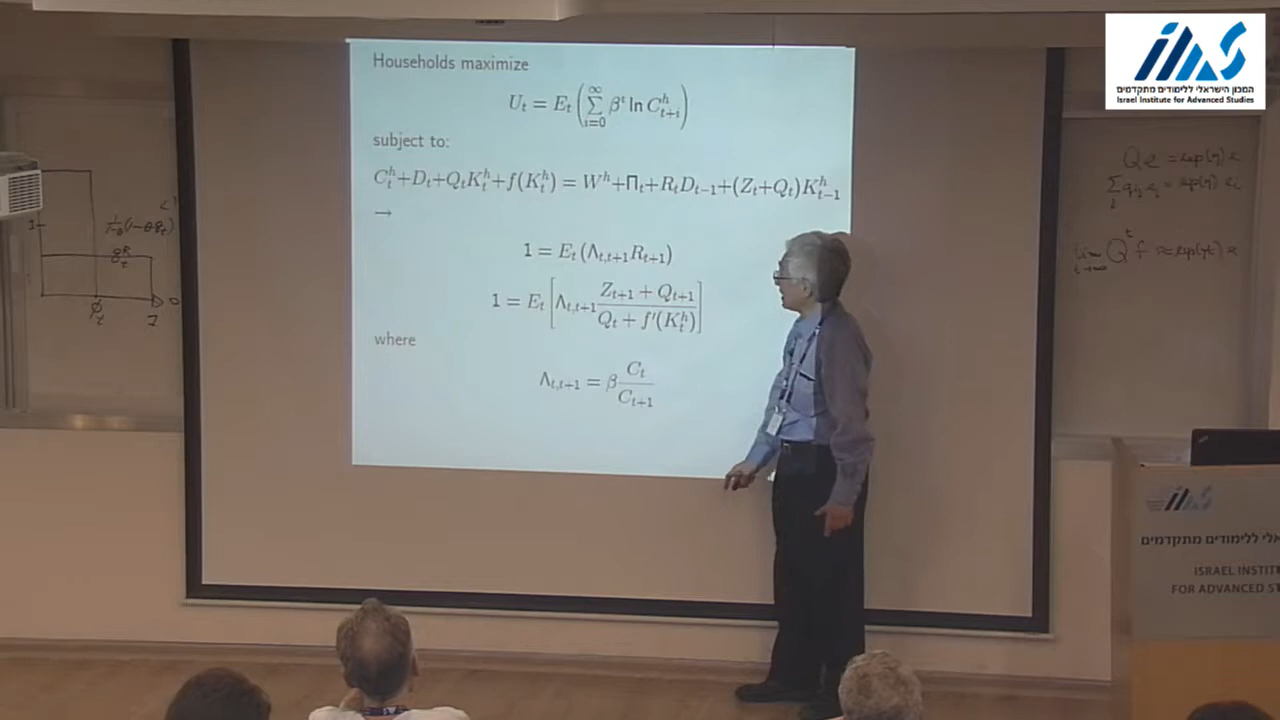 Households maximize
U_t = E_t ( ∑_{i=0}^{∞} β^i ln C^h_{t+i} )
subject to:
C^h_t + D_t + Q_t K^h_t + f(K^h_t) = W^h + Π_t + R_t D_{t-1} + (Z_t + Q_t) K^h_{t-1}
→
1 = E_t (Λ_{t,t+1} R_{t+1})
1 = E_t [ Λ_{t,t+1} (Z_{t+1} + Q_{t+1}) / (Q_t + f'(K^h_t)) ]
where
Λ_{t,t+1} = β C_t / C_{t+1}
המכון הישראלי ללימודים מתקדמים
Israel Institute for Advanced Studies
ללימודים מתקדמים
ISRAEL INSTIT
FOR ADVANCED ST